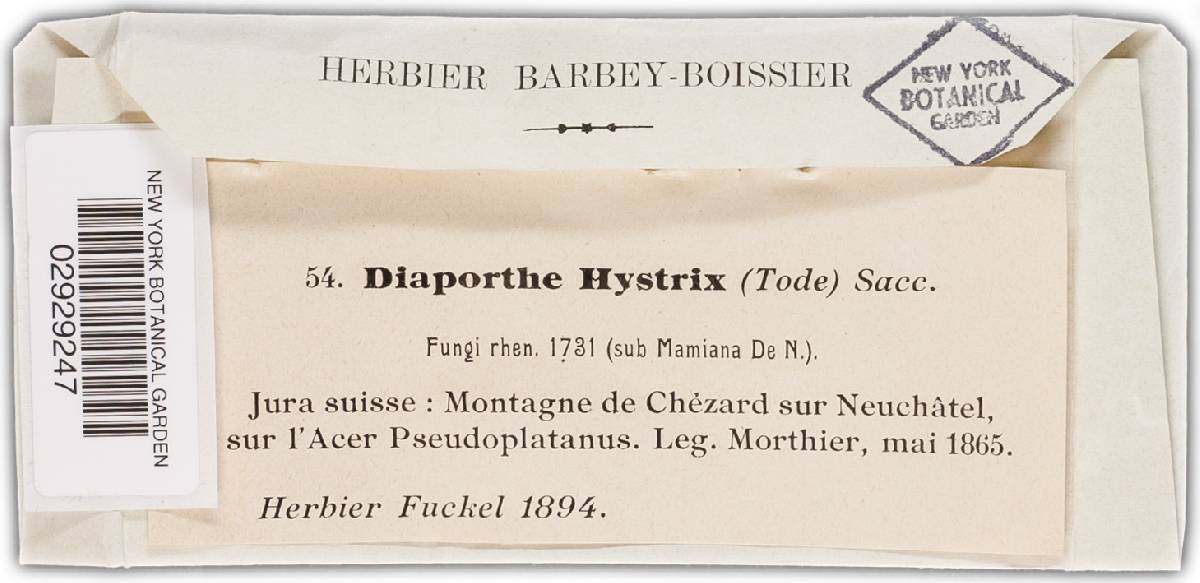 HERBIER BARBEY-BOISSIER
NEW YORK
BOTANICAL
GARDEN
NEW YORK BOTANICAL GARDEN
02929247
54. Diaporthe Hystrix (Tode) Sacc.
Fungi rhen. 1731 (sub Mamiana De N.).
Jura suisse : Montagne de Chézard sur Neuchâtel,
sur l'Acer Pseudoplatanus. Leg. Morthier, mai 1865.
Herbier Fuckel 1894.